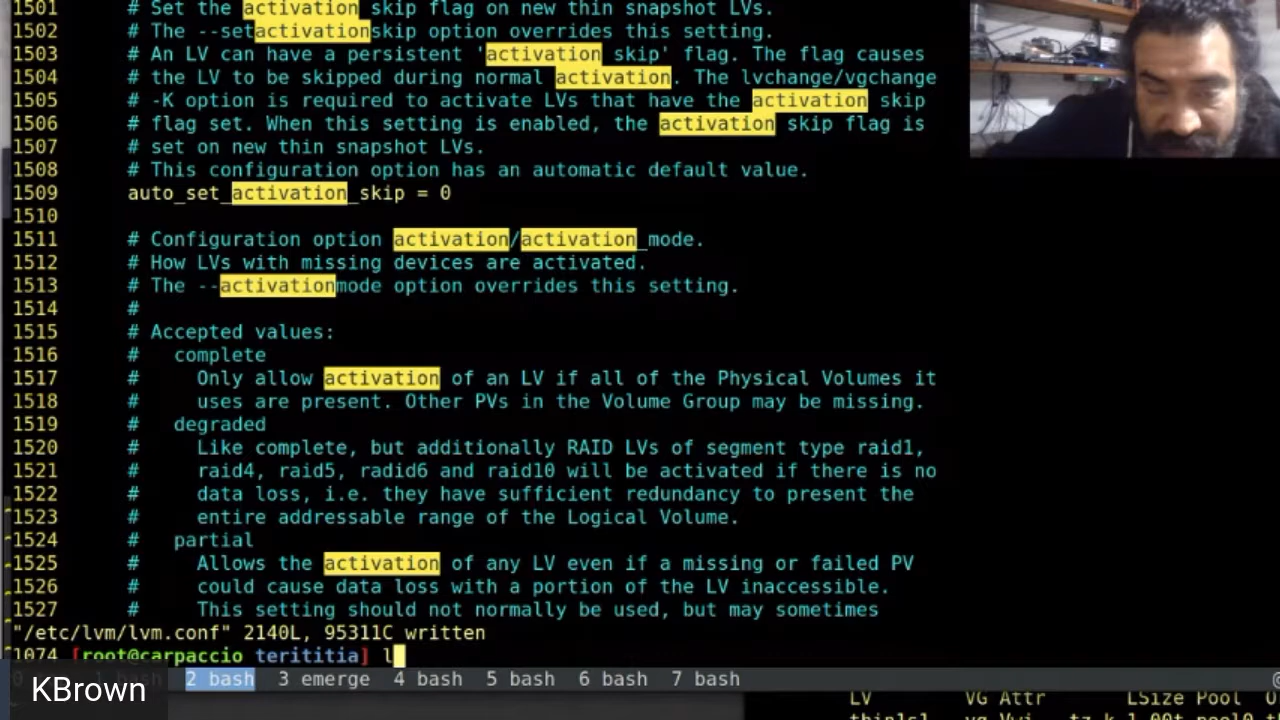 1501 # Set the activation skip flag on new thin snapshot LVs.
1502 # The --setactivationskip option overrides this setting.
1503 # An LV can have a persistent 'activation skip' flag. The flag causes
1504 # the LV to be skipped during normal activation. The lvchange/vgchange
1505 # -K option is required to activate LVs that have the activation skip
1506 # flag set. When this setting is enabled, the activation skip flag is
1507 # set on new thin snapshot LVs.
1508 # This configuration option has an automatic default value.
1509 auto_set_activation_skip = 0
1510
1511 # Configuration option activation/activation_mode.
1512 # How LVs with missing devices are activated.
1513 # The --activationmode option overrides this setting.
1514 #
1515 # Accepted values:
1516 # complete
1517 # Only allow activation of an LV if all of the Physical Volumes it
1518 # uses are present. Other PVs in the Volume Group may be missing.
1519 # degraded
1520 # Like complete, but additionally RAID LVs of segment type raid1,
1521 # raid4, raid5, radid6 and raid10 will be activated if there is no
1522 # data loss, i.e. they have sufficient redundancy to present the
1523 # entire addressable range of the Logical Volume.
1524 # partial
1525 # Allows the activation of any LV even if a missing or failed PV
1526 # could cause data loss with a portion of the LV inaccessible.
1527 # This setting should not normally be used, but may sometimes
"/etc/lvm/lvm.conf" 2140L, 95311C written
1074 [root@carpaccio terititia] l
1 bash 2 bash 3 emerge 4 bash 5 bash 6 bash 7 bash
KBrown
LV VG Attr LSize Pool